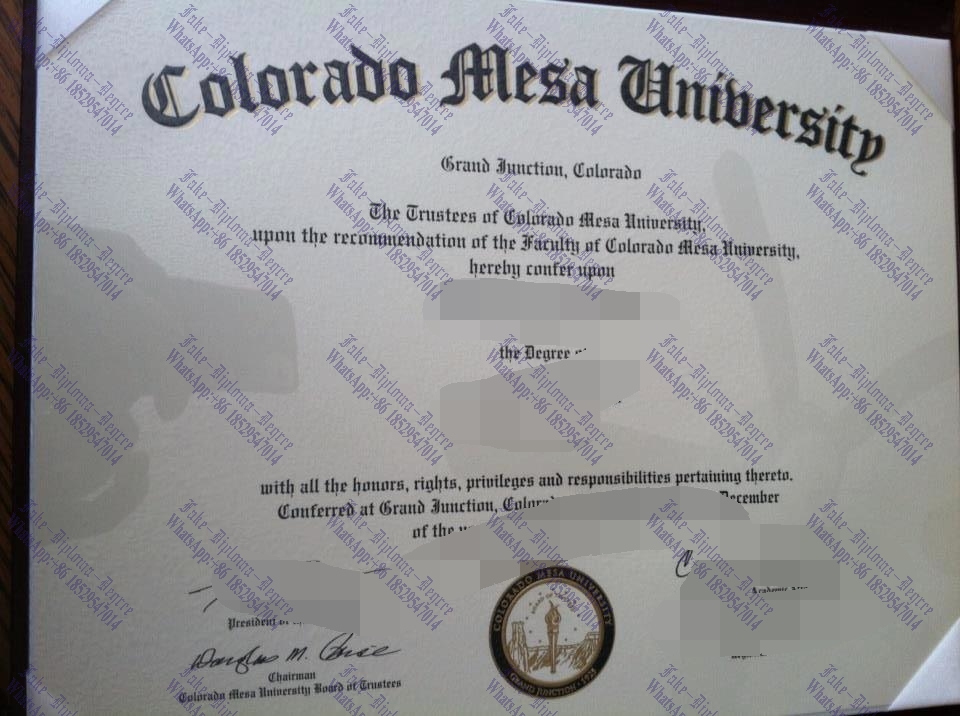 Colorado Mesa University
Grand Junction, Colorado
The Trustees of Colorado Mesa University,
upon the recommendation of the Faculty of Colorado Mesa University,
hereby confer upon
the Degree
with all the honors, rights, privileges and responsibilities pertaining thereto.
Conferred at Grand Junction, December
of the
President
Douglas M.
Chairman
Colorado Mesa University Board of Trustees
COLORADO MESA UNIVERSITY
GRAND JUNCTION • 1925
Academic
Fake-Diploma-Degree
WhatsApp:+86 18529547014